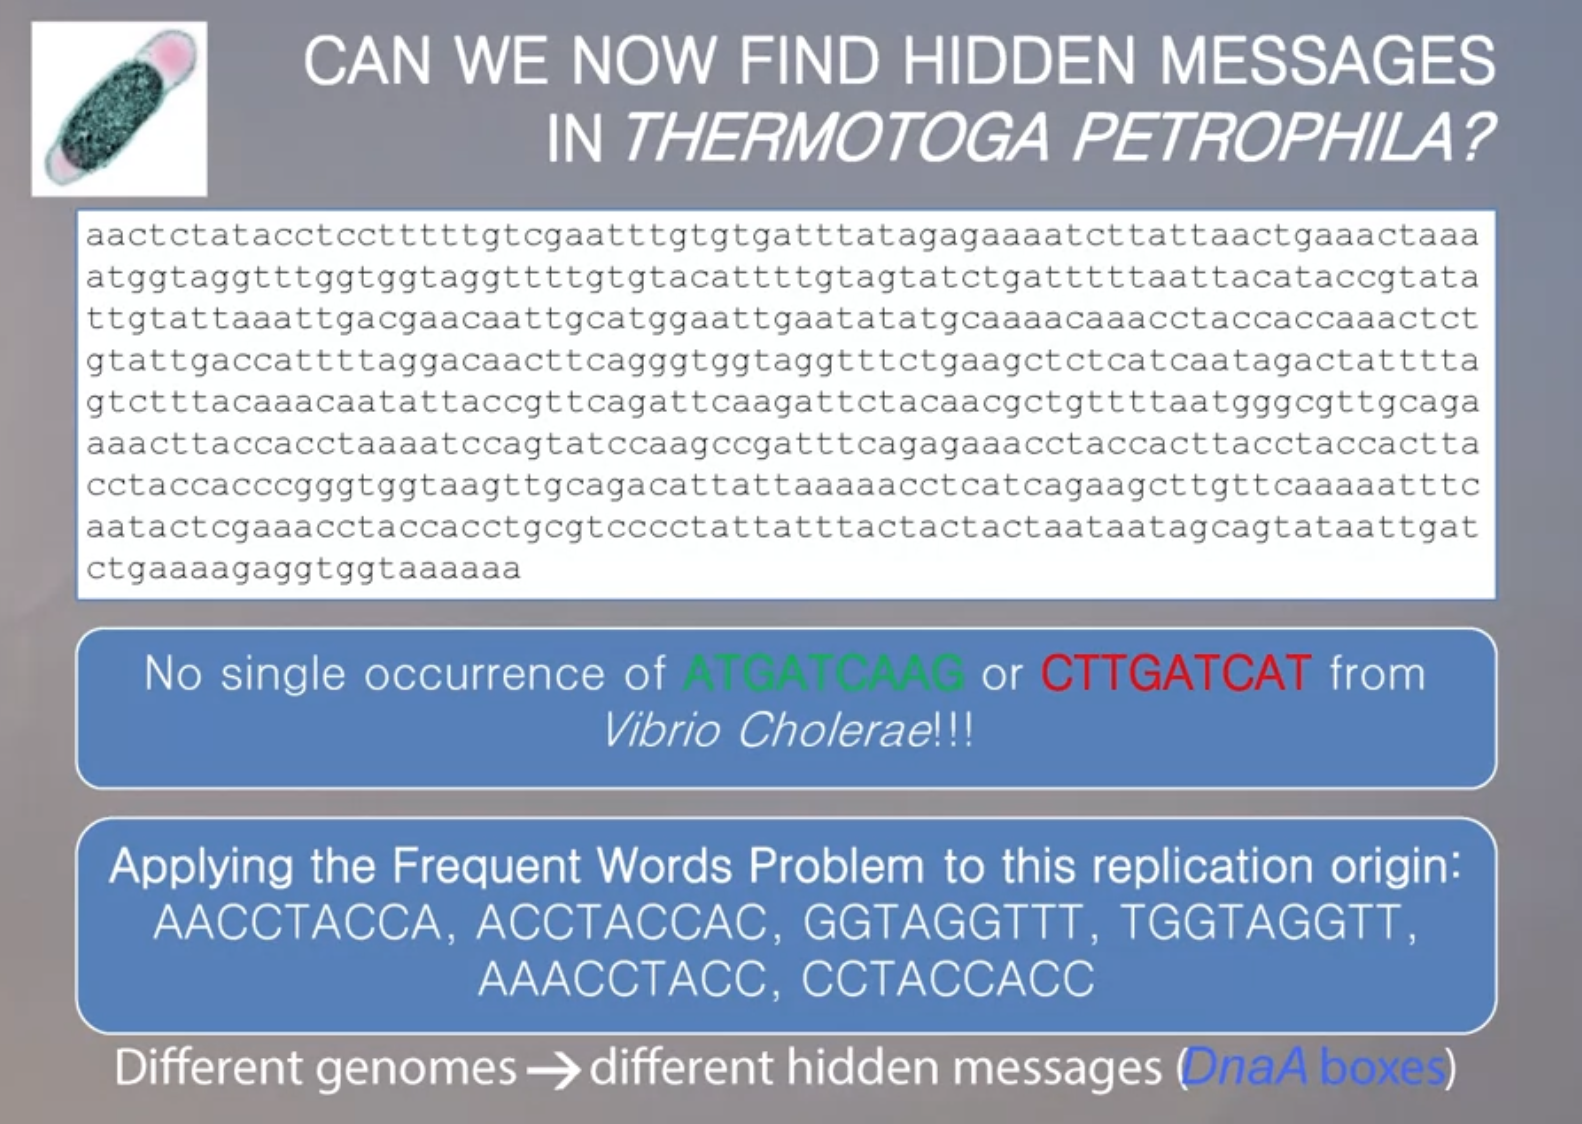 CAN WE NOW FIND HIDDEN MESSAGES
IN THERMOTOGA PETROPHILA?
aactctatacctcctttttgtcgaatttgtgtgatttatagagaaaatcttattaactgaaactaaa
atggtaggtttggtggtaggttttgtgtacattttgtagtatctgatttttaattacataccgtata
ttgtattaaattgacgaacaattgcatggaattgaatatatgcaaaacaaacctaccaccaaactct
gtattgaccattttaggacaacttcagggtggtaggtttctgaagctctcatcaatagactatttta
gtctttacaaacaatattaccgttcagattcaagattctacaacgctgttttaatgggcgttgcaga
aaacttaccacctaaaatccagtatccaagccgatttcagagaaacctaccacttacctaccactta
cctaccacccgggtggtaagttgcagacattattaaaaacctcatcagaagcttgttcaaaaatttc
aatactcgaaacctaccacctgcgtcccctattatttactactactaataatagcagtataattgat
ctgaaaagaggtggtaaaaaa
No single occurrence of ATGATCAAG or CTTGATCAT from
Vibrio Cholerae!!!
Applying the Frequent Words Problem to this replication origin:
AACCTACCA, ACCTACCAC, GGTAGGTTT, TGGTAGGTT,
AAACCTACC, CCTACCACC
Different genomes → different hidden messages (DnaA boxes)